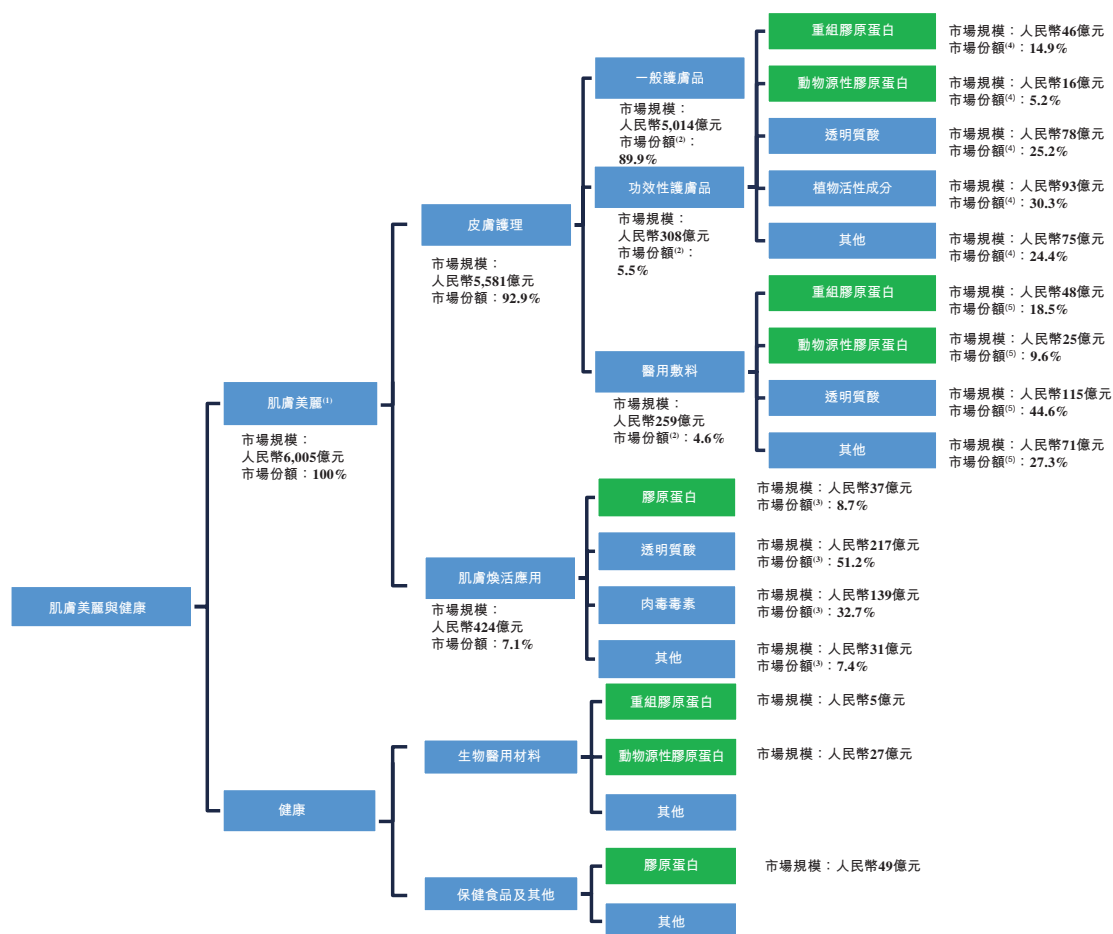 肌膚美麗與健康
肌膚美麗(1)
市場規模：
人民幣6,005億元
市場份額：100%
皮膚護理
市場規模：
人民幣5,581億元
市場份額：92.9%
一般護膚品
市場規模：
人民幣5,014億元
市場份額(2)：
89.9%
功效性護膚品
市場規模：
人民幣308億元
市場份額(2)：
5.5%
重組膠原蛋白
市場規模：人民幣46億元
市場份額(4)：14.9%
動物源性膠原蛋白
市場規模：人民幣16億元
市場份額(4)：5.2%
透明質酸
市場規模：人民幣78億元
市場份額(4)：25.2%
植物活性成分
市場規模：人民幣93億元
市場份額(4)：30.3%
其他
市場規模：人民幣75億元
市場份額(4)：24.4%
醫用敷料
市場規模：
人民幣259億元
市場份額(2)：4.6%
重組膠原蛋白
市場規模：人民幣48億元
市場份額(5)：18.5%
動物源性膠原蛋白
市場規模：人民幣25億元
市場份額(5)：9.6%
透明質酸
市場規模：人民幣115億元
市場份額(5)：44.6%
其他
市場規模：人民幣71億元
市場份額(5)：27.3%
肌膚煥活應用
市場規模：
人民幣424億元
市場份額：7.1%
膠原蛋白
市場規模：人民幣37億元
市場份額(3)：8.7%
透明質酸
市場規模：人民幣217億元
市場份額(3)：51.2%
肉毒毒素
市場規模：人民幣139億元
市場份額(3)：32.7%
其他
市場規模：人民幣31億元
市場份額(3)：7.4%
健康
生物醫用材料
重組膠原蛋白
市場規模：人民幣5億元
動物源性膠原蛋白
市場規模：人民幣27億元
其他
保健食品及其他
膠原蛋白
市場規模：人民幣49億元
其他